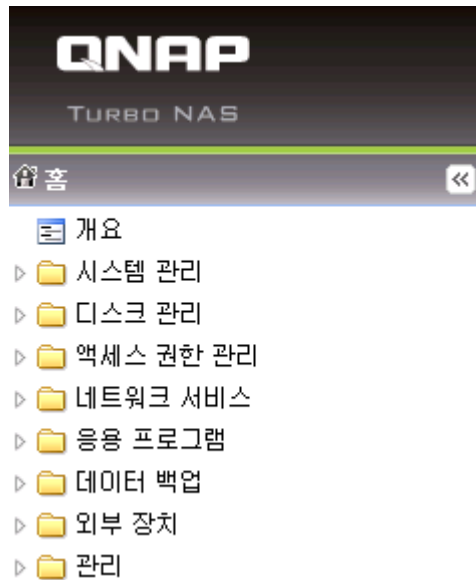 QNAP
TURBO NAS
홈
개요
시스템 관리
디스크 관리
액세스 권한 관리
네트워크 서비스
응용 프로그램
데이터 백업
외부 장치
관리